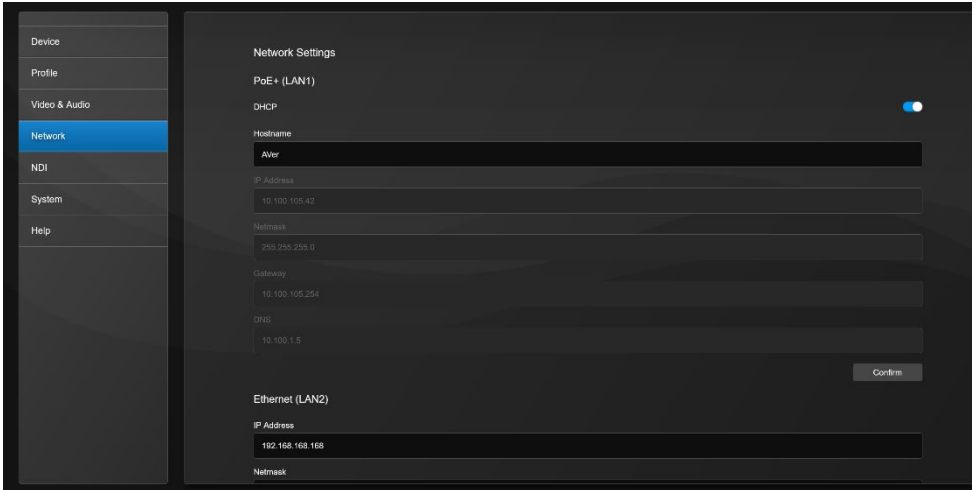 Device
Profile
Video & Audio
Network
NDI
System
Help
Network Settings
PoE+ (LAN1)
DHCP
Hostname
AVer
IP Address
10.100.105.42
Netmask
255.255.255.0
Gateway
10.100.105.254
DNS
10.100.1.5
Confirm
Ethernet (LAN2)
IP Address
192.168.168.168
Netmask